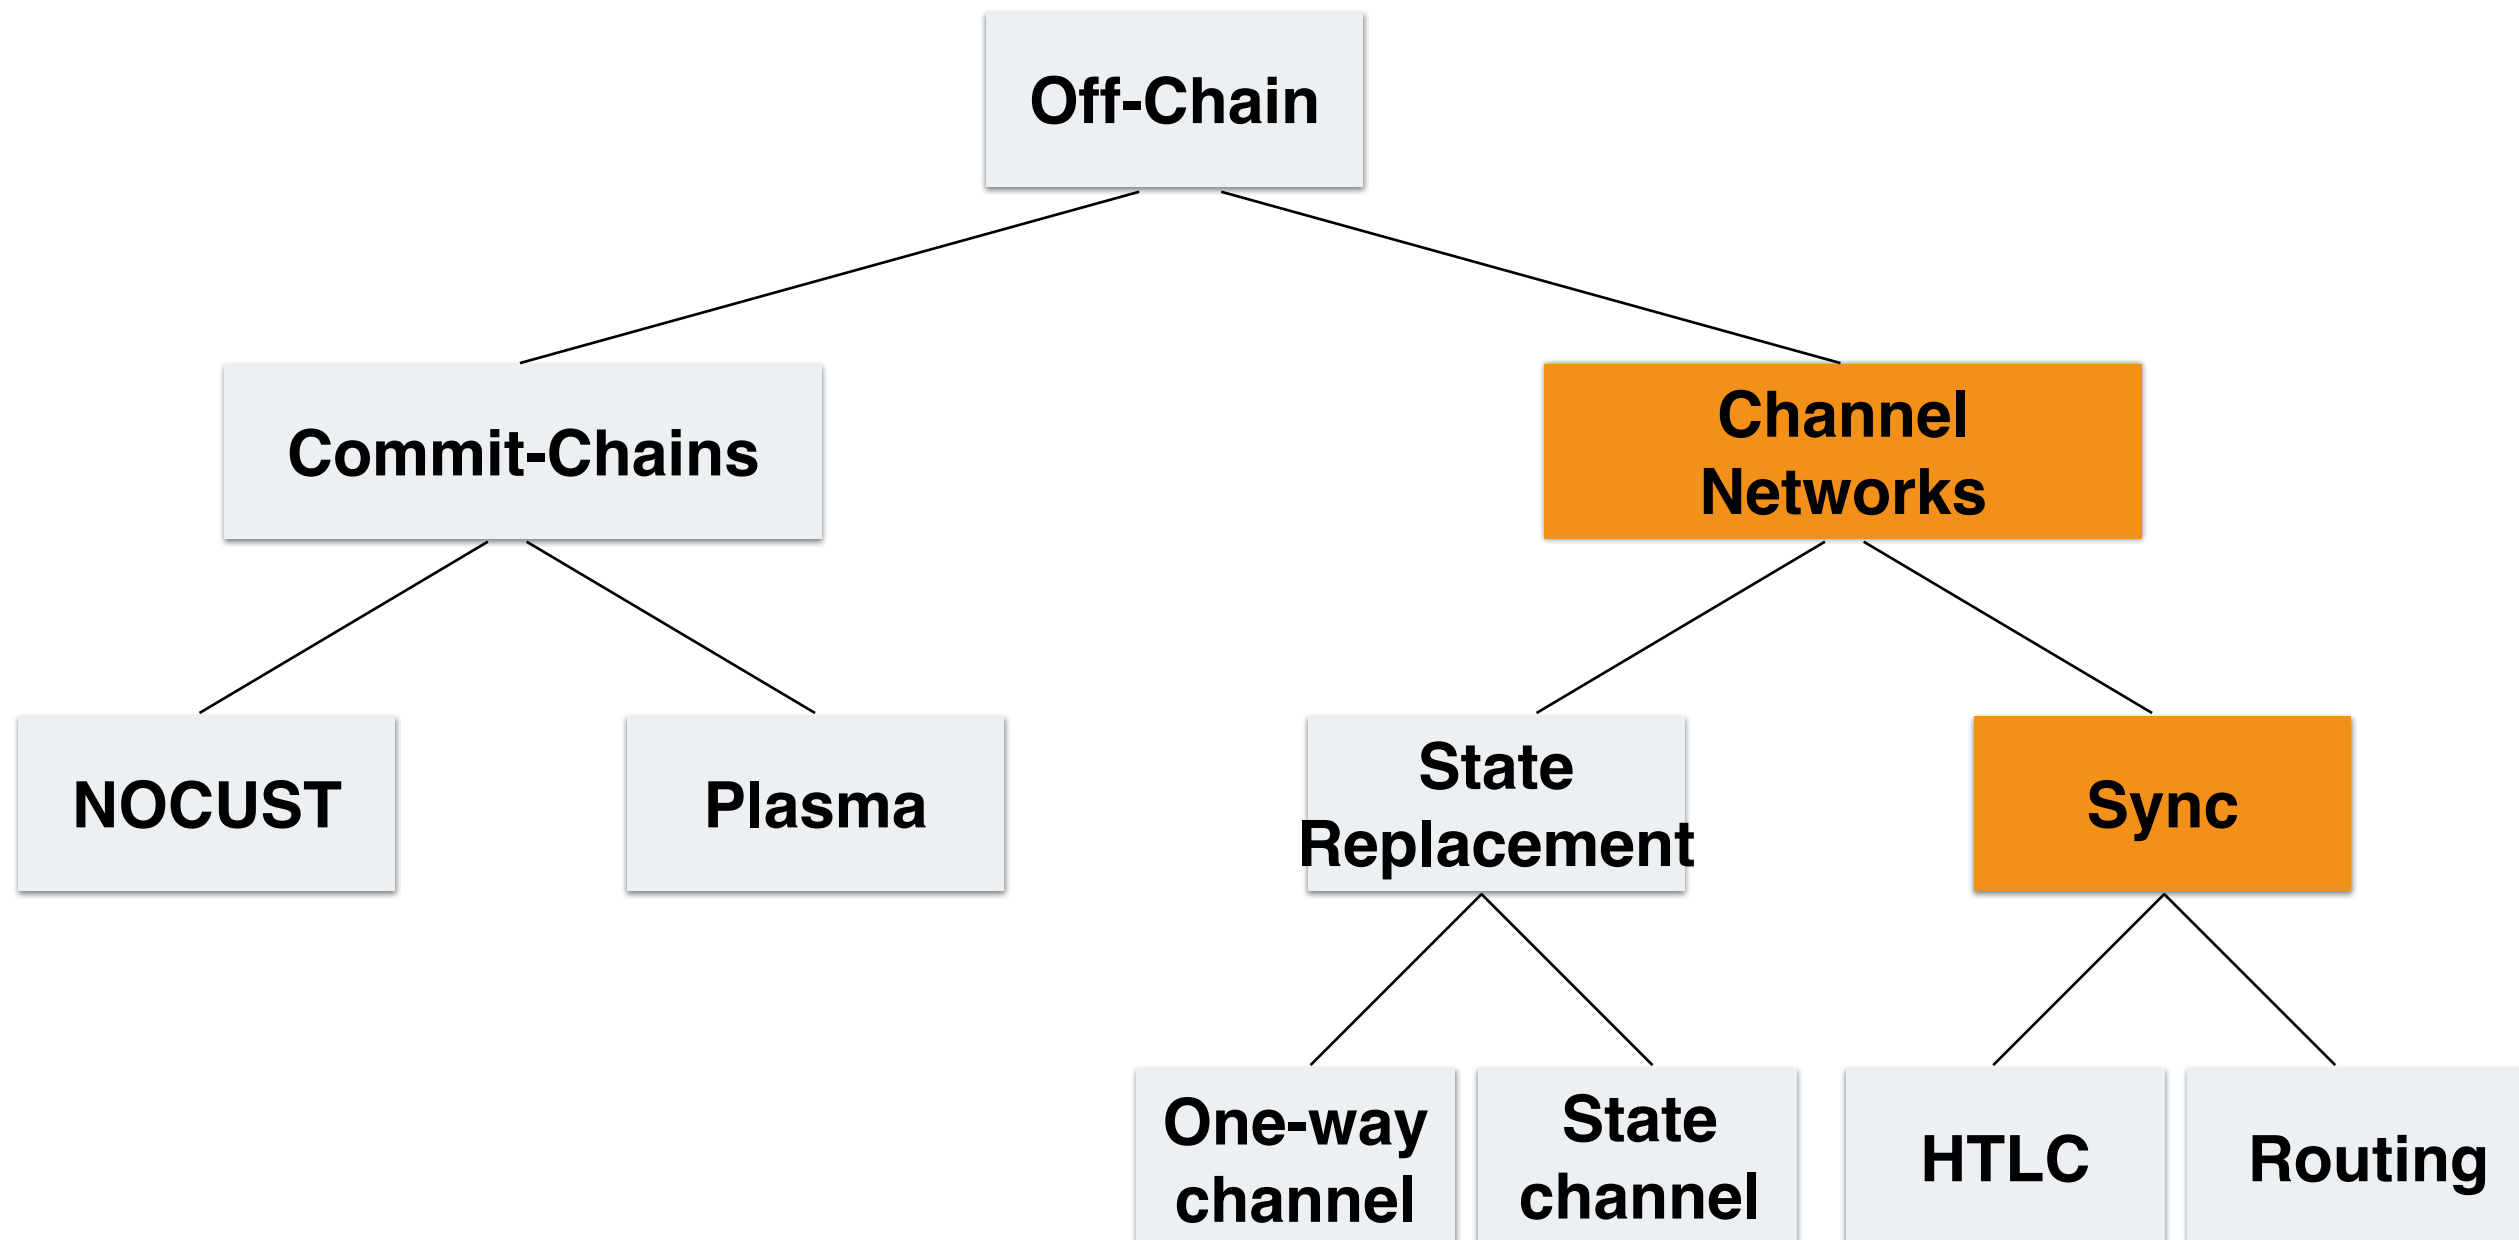 Off-Chain
Commit-Chains
Channel
Networks
NOCUST
Plasma
State
Replacement
Sync
One-way
channel
State
channel
HTLC
Routing